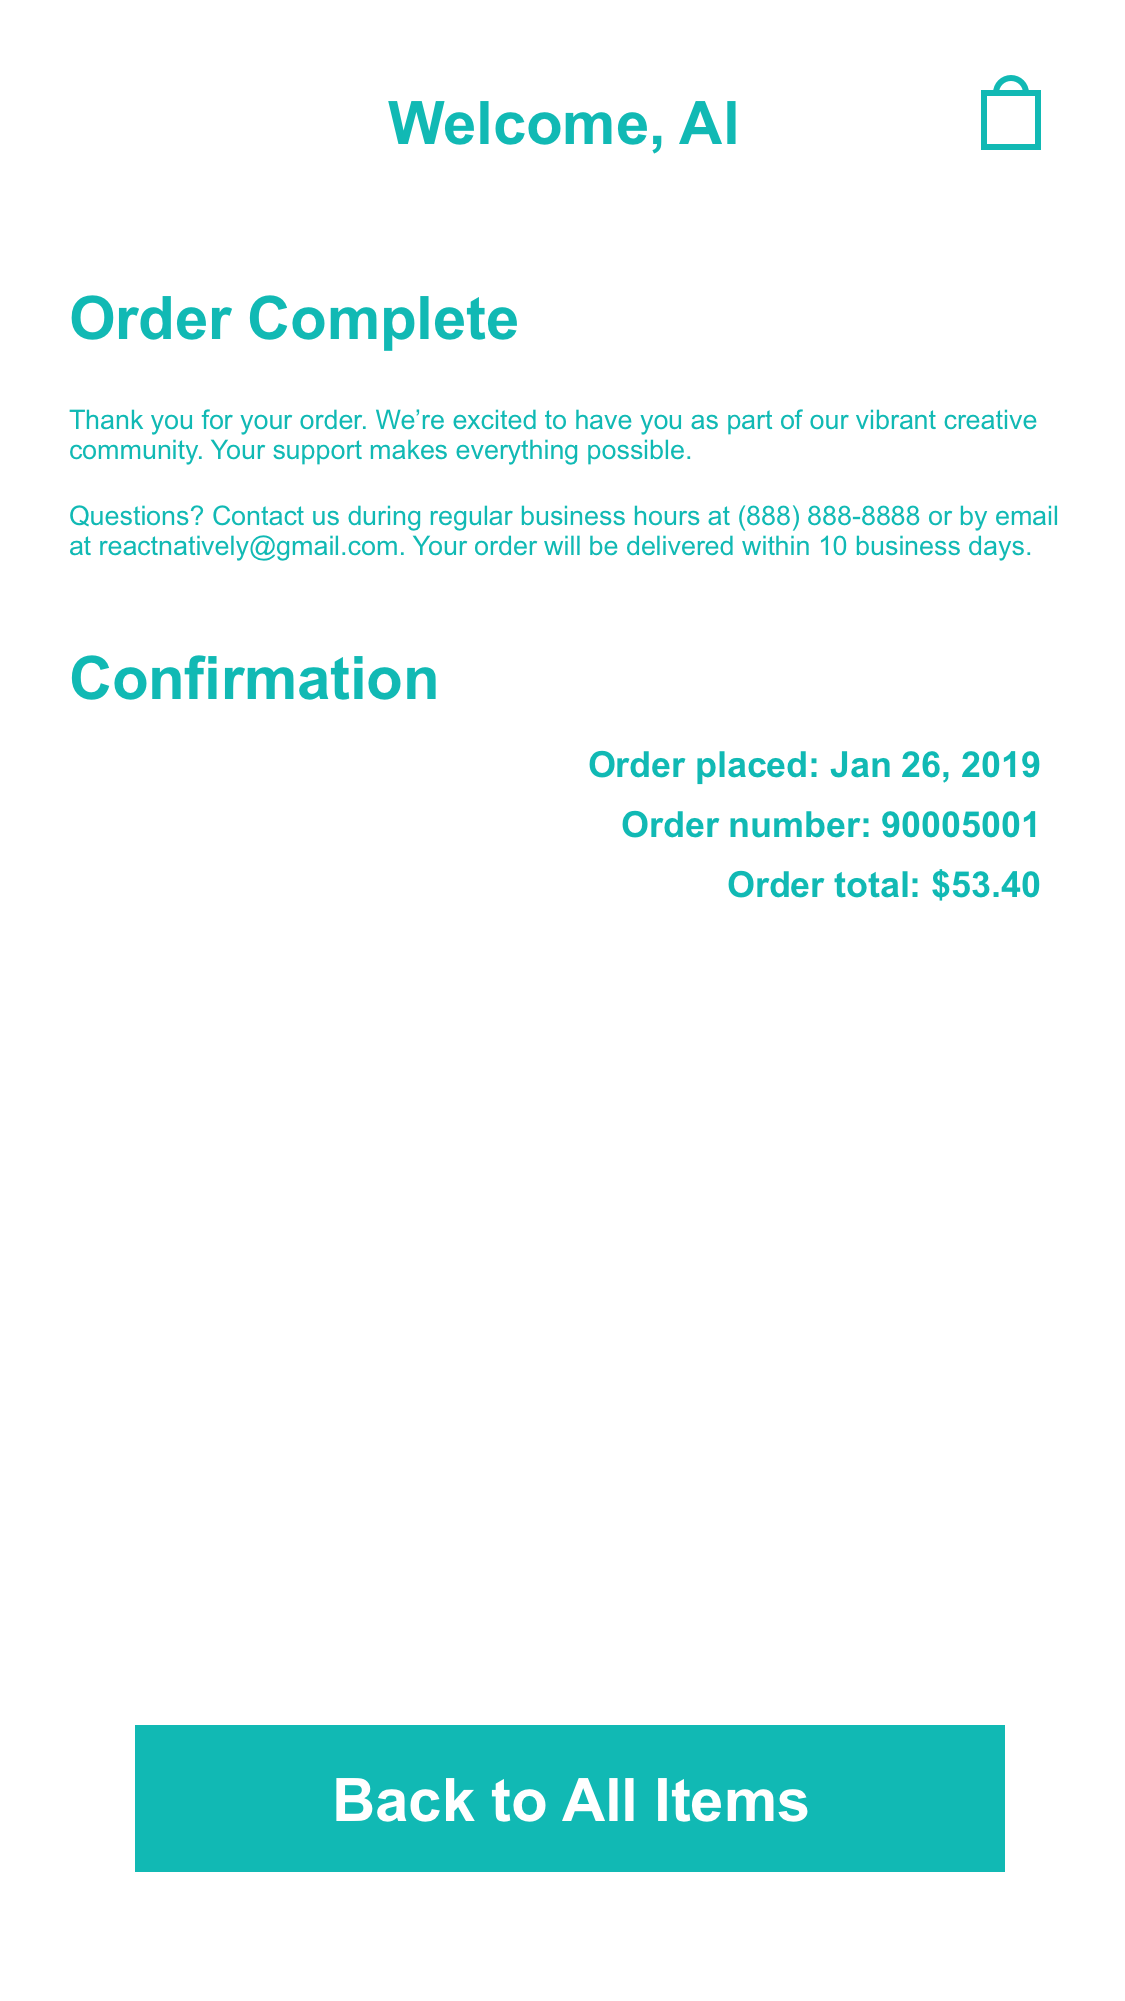 Welcome, Al
Order Complete
Thank you for your order. We’re excited to have you as part of our vibrant creative
community. Your support makes everything possible.
Questions? Contact us during regular business hours at (888) 888-8888 or by email
at reactnatively@gmail.com. Your order will be delivered within 10 business days.
Confirmation
Order placed: Jan 26, 2019
Order number: 90005001
Order total: $53.40
Back to All Items